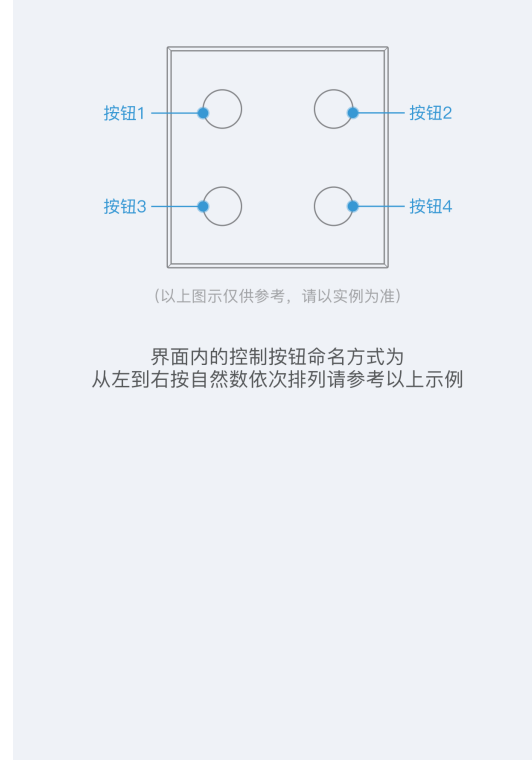 按钮1
按钮2
按钮3
按钮4
（以上图示仅供参考，请以实例为准）
界面内的控制按钮命名方式为
从左到右按自然数依次排列请参考以上示例